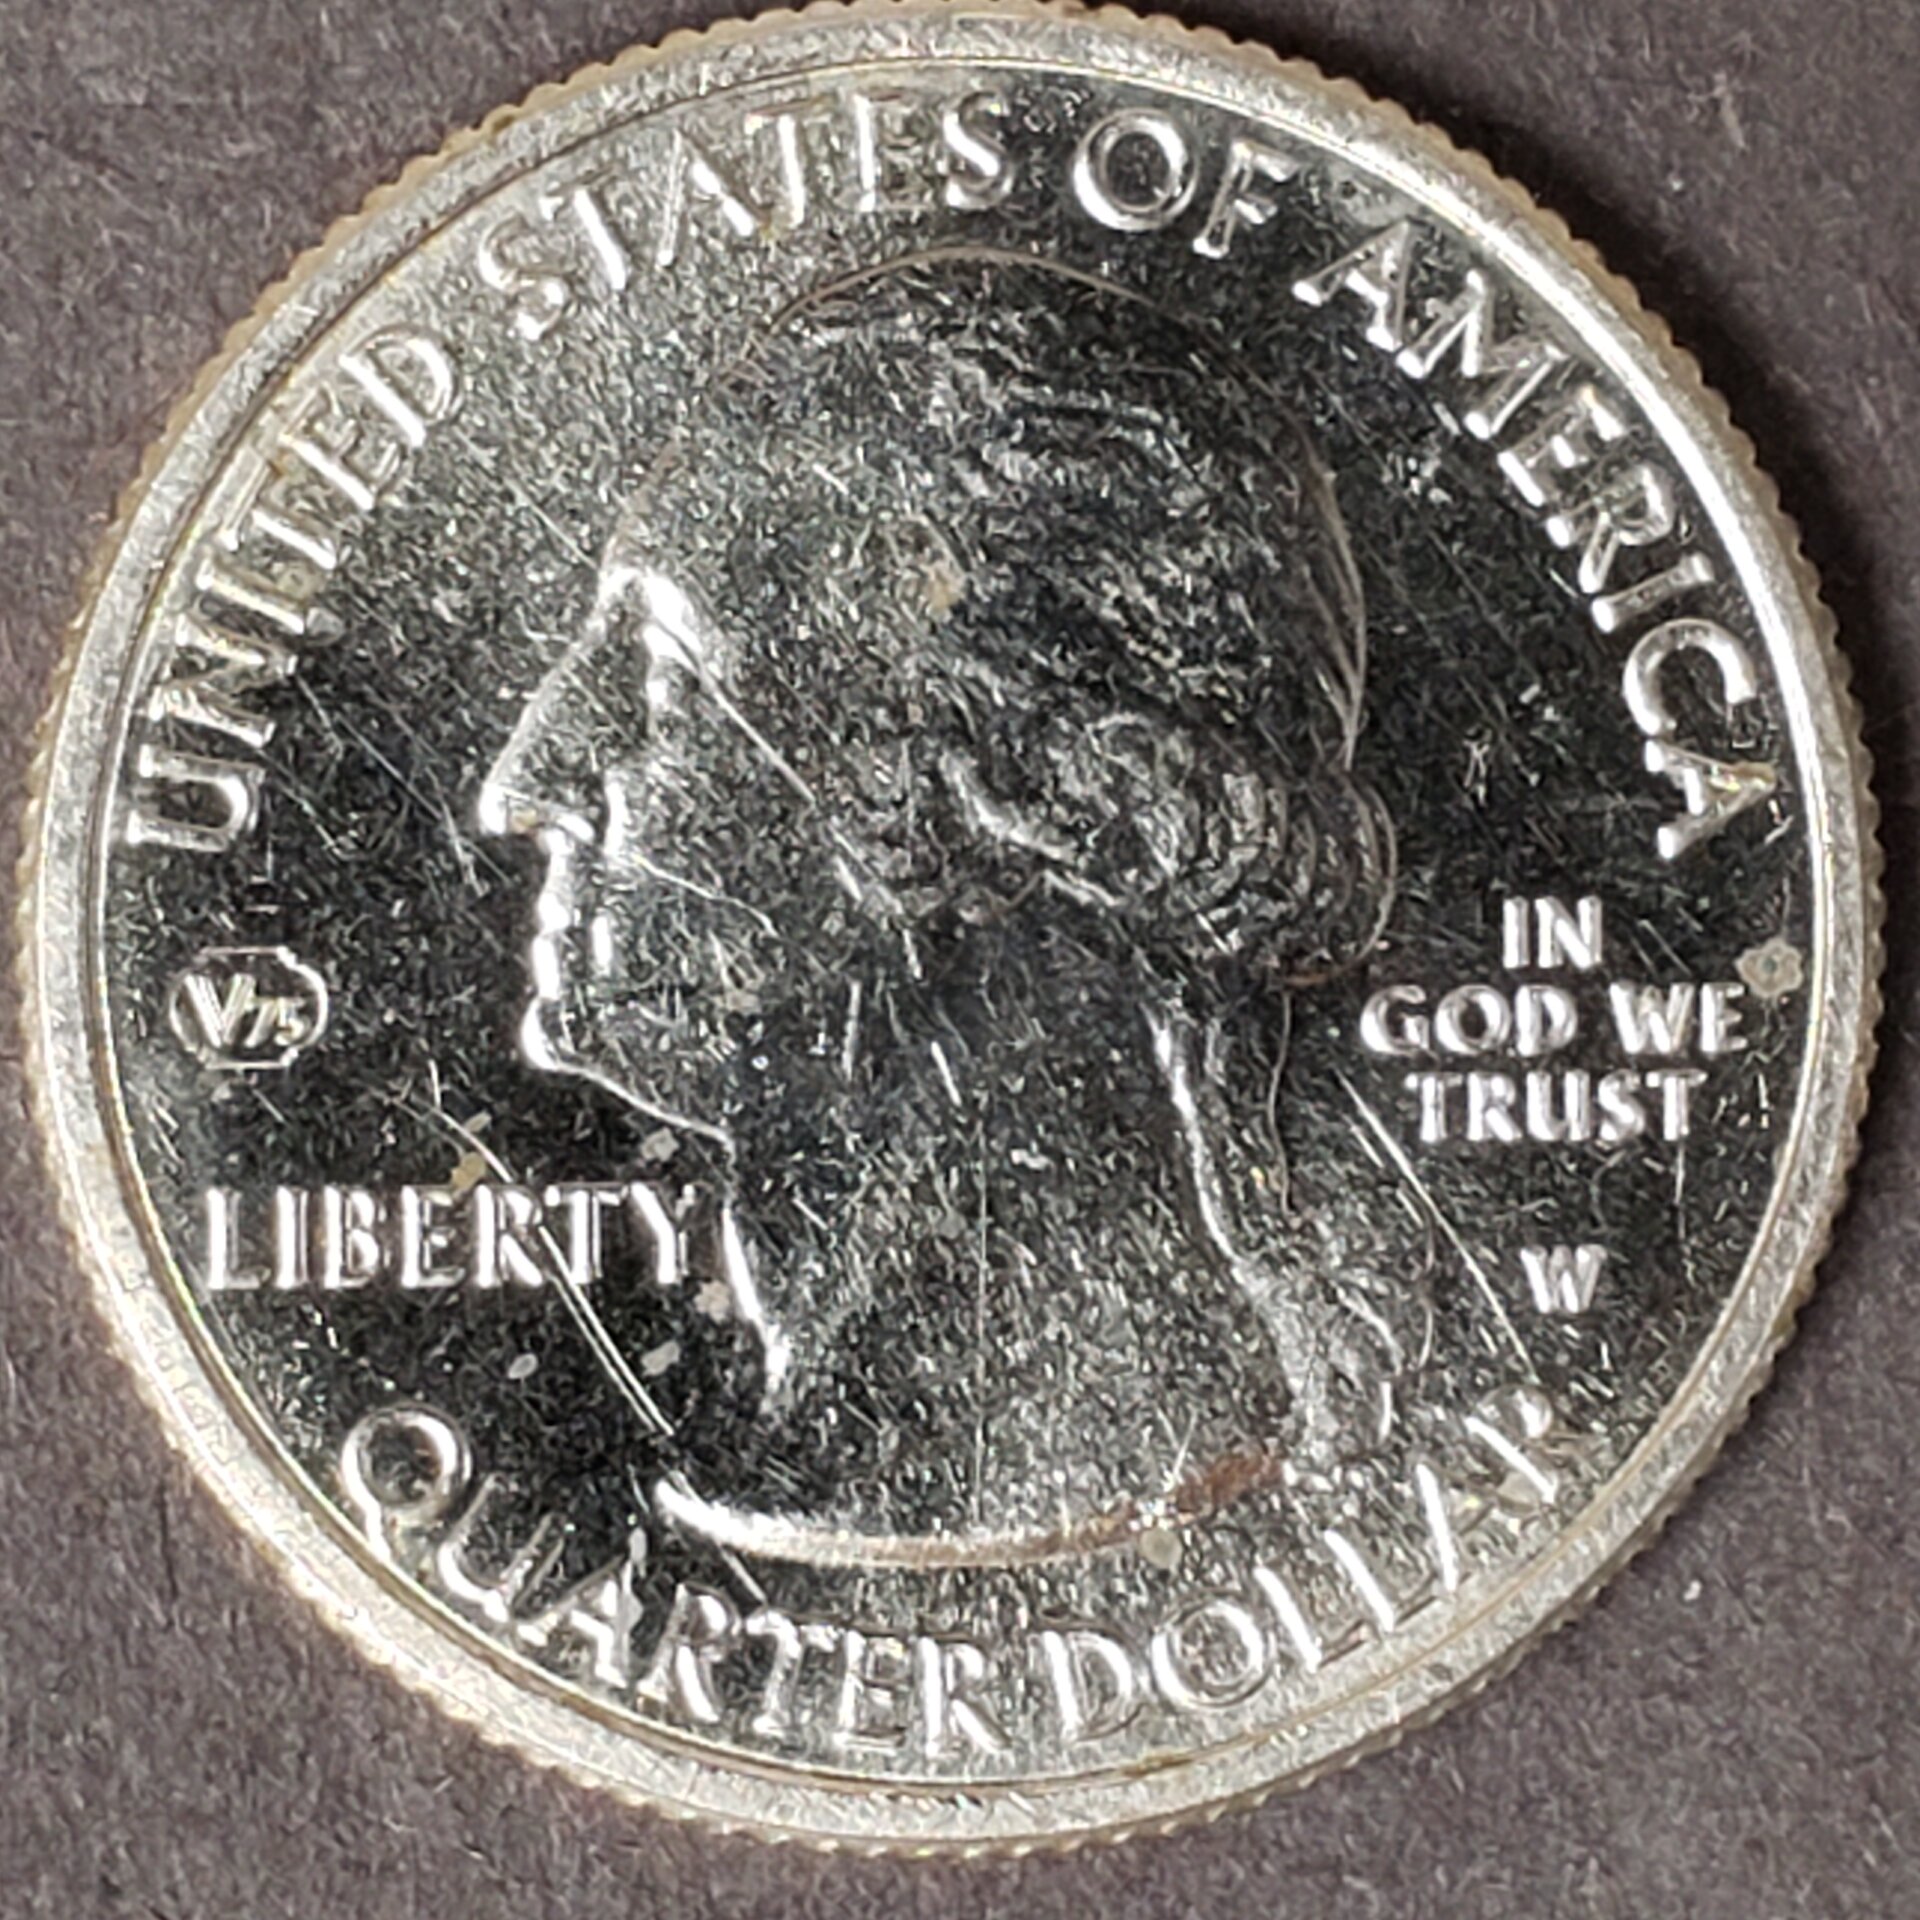 UNITED STATES OF AMERICA
V75
LIBERTY
IN
GOD WE
TRUST
W
QUARTER DOLLAR